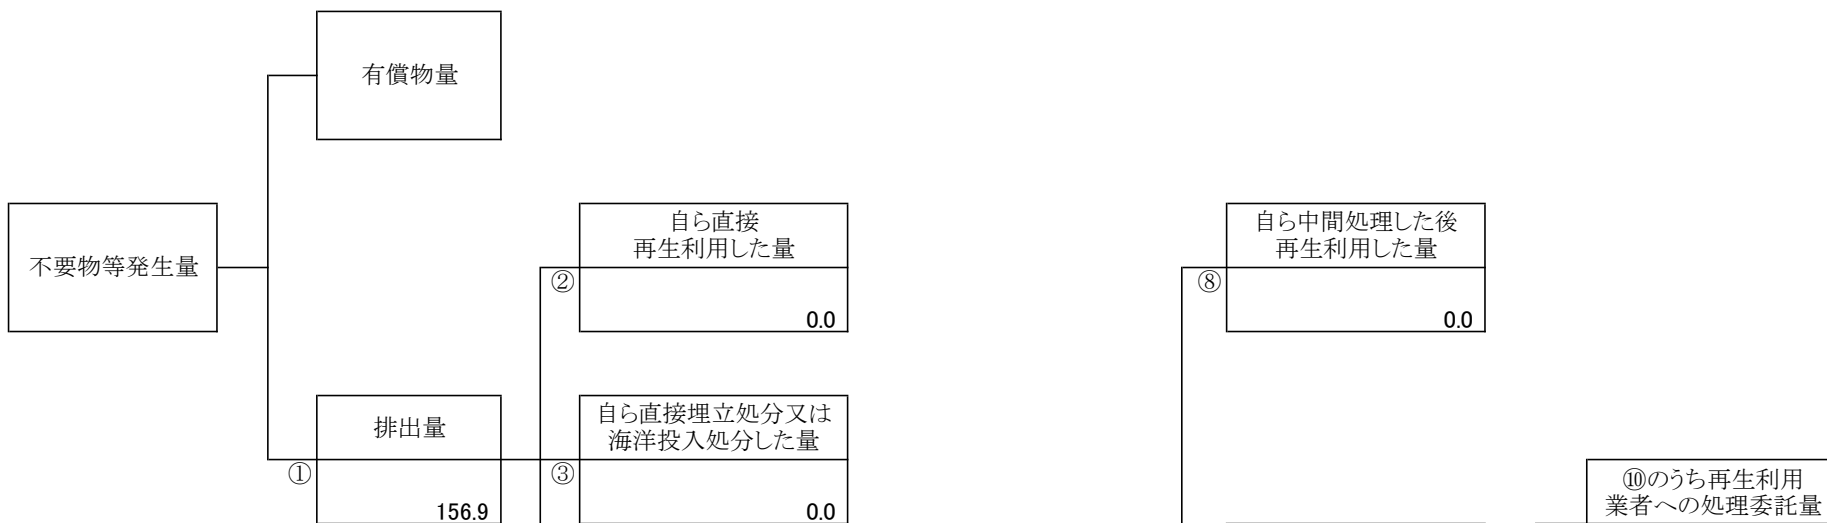 有償物量
不要物等発生量
自ら直接
再生利用した量
②
0.0
自ら中間処理した後
再生利用した量
⑧
0.0
排出量
①
156.9
自ら直接埋立処分又は
海洋投入処分した量
③
0.0
⑩のうち再生利用
業者への処理委託量